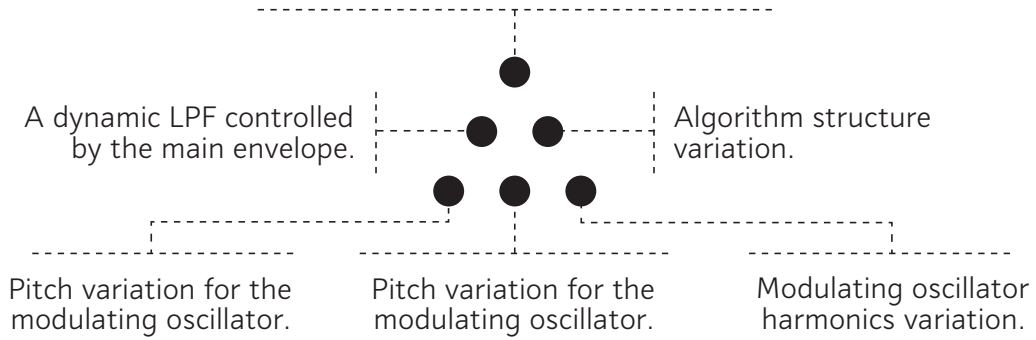 A dynamic LPF controlled
by the main envelope.
Algorithm structure
variation.
Pitch variation for the
modulating oscillator.
Pitch variation for the
modulating oscillator.
Modulating oscillator
harmonics variation.